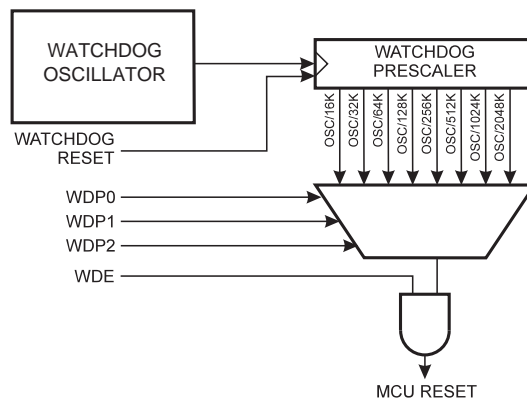 WATCHDOG
OSCILLATOR
WATCHDOG
PRESCALER
WATCHDOG
RESET
OSC/16K
OSC/32K
OSC/64K
OSC/128K
OSC/256K
OSC/512K
OSC/1024K
OSC/2048K
WDP0
WDP1
WDP2
WDE
MCU RESET